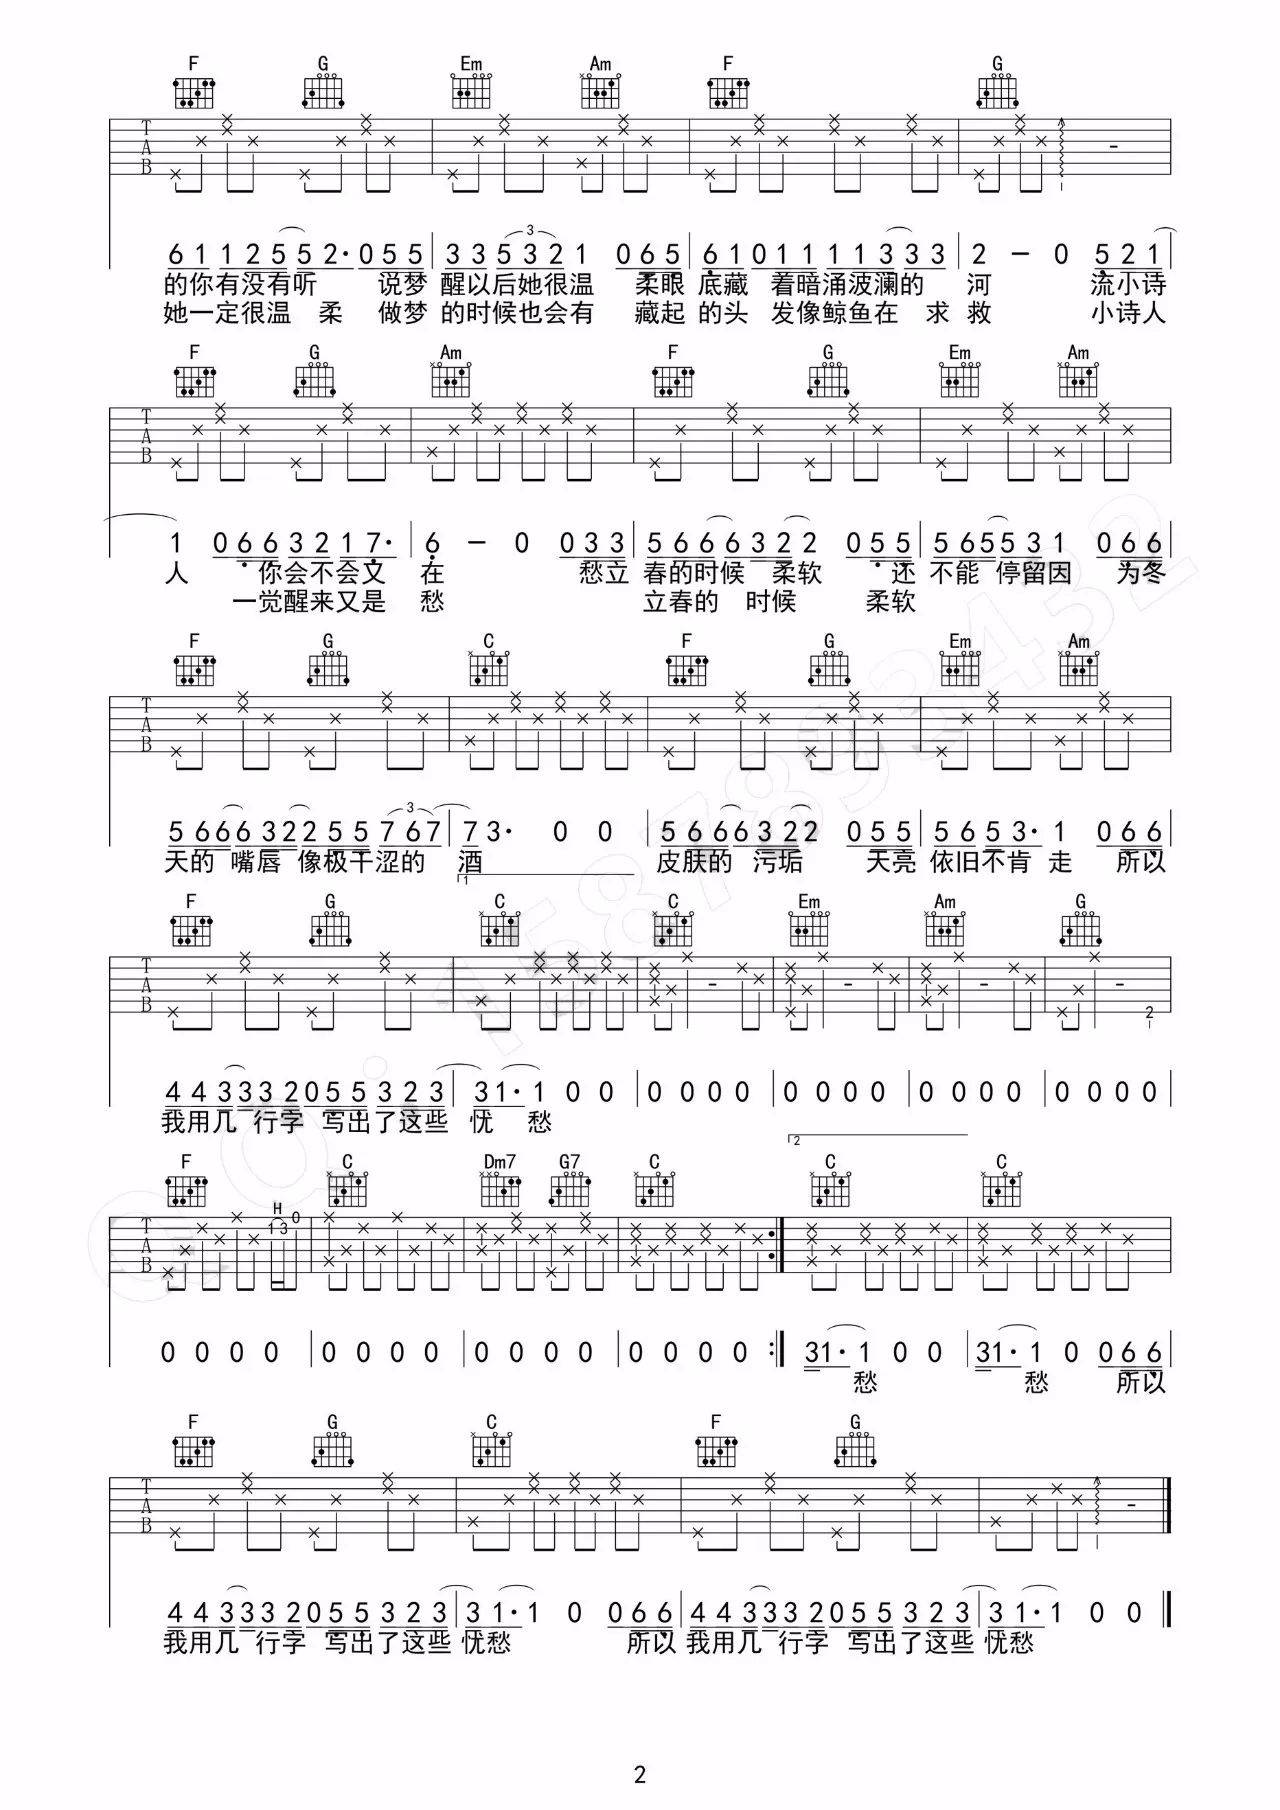 F G Em Am F G
T A B
6 1 1 2 5 5 2· 0 5 5 3 3 5 3 2 1 0 6 5 6 1 0 1 1 1 1 3 3 3 2 － 0 5 2 1
3
的你有没有听 说梦 醒以后她很温 柔眼 底藏 着暗涌波澜的 河 流小诗
她一定很温 柔 做梦 的时候也会有 藏起 的头 发像鲸鱼在 求 救 小诗人
F G Am F G Em Am
T A B
1 0 6 6 3 2 1 7· 6 － 0 0 3 3 5 6 6 6 3 2 2 0 5 5 5 6 5 5 3 1 0 6 6
人 你会不会又 在 愁立 春的时候 柔软 还 不能 停留因 为冬
一觉醒来又是 愁 立春的 时候 柔软
F G C F G Em Am
T A B
5 6 6 6 3 2 2 5 5 7 6 7 7 3· 0 0 5 6 6 6 3 2 2 0 5 5 5 6 5 3· 1 0 6 6
3
天的 嘴唇 像极干涩的 酒 皮肤的 污垢 天亮 依旧不肯 走 所以
1
F G C C Em Am G
T A B
2
4 4 3 3 3 2 0 5 5 3 2 3 3 1· 1 0 0 0 0 0 0 0 0 0 0 0 0 0 0 0 0 0 0
我用几 行字 写出了这些 忧 愁
2
F C Dm7 G7 C C C
H
1 3 0
T A B
0 0 0 0 0 0 0 0 0 0 0 0 0 0 0 0 3 1· 1 0 0 3 1· 1 0 0 6 6
愁 愁 所以
F G C F G
T A B
4 4 3 3 3 2 0 5 5 3 2 3 3 1· 1 0 0 6 6 4 4 3 3 3 2 0 5 5 3 2 3 3 1· 1 0 0
我用几 行字 写出了这些 忧愁 所以 我用几 行字 写出了这些 忧愁
2